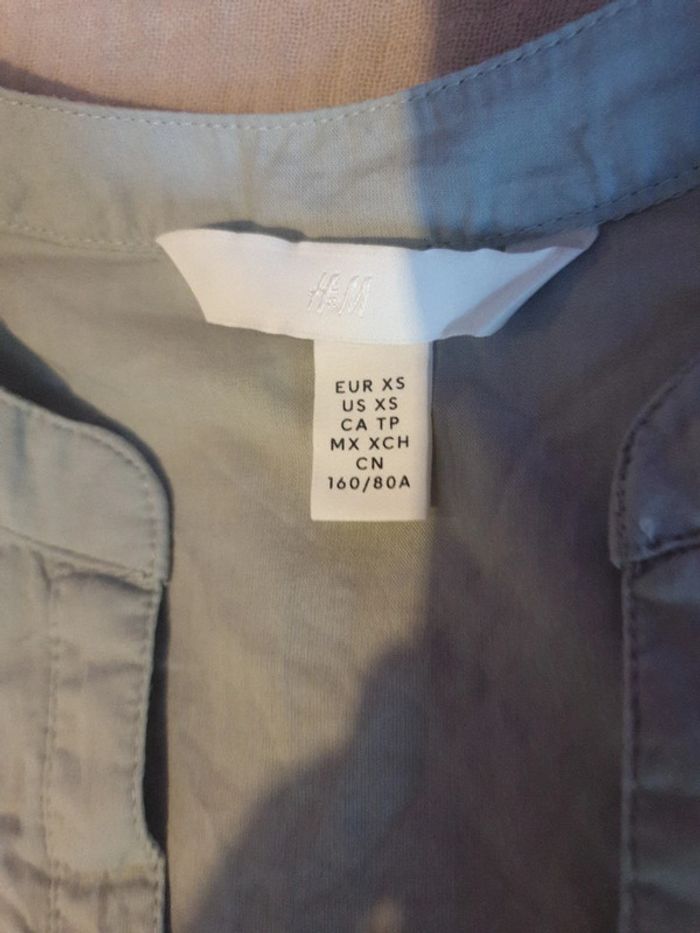 H&M
EUR XS
US XS
CA TP
MX XCH
CN
160/80A